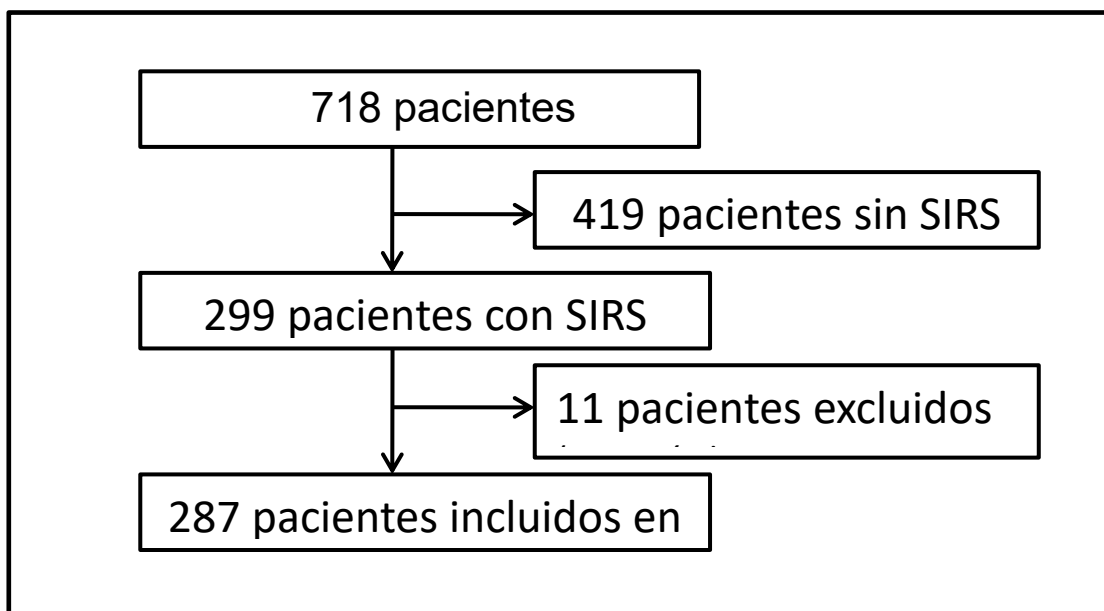 718 pacientes
419 pacientes sin SIRS
299 pacientes con SIRS
11 pacientes excluidos
287 pacientes incluidos en